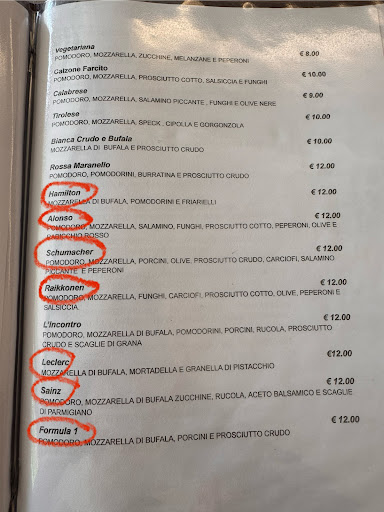 Vegetariana
POMODORO, MOZZARELLA, ZUCCHINE, MELANZANE E PEPERONI € 8.00
Calzone Farcito
POMODORO, MOZZARELLA, PROSCIUTTO COTTO, SALSICCIA E FUNGHI € 10.00
Calabrese
POMODORO, MOZZARELLA, SALAMINO PICCANTE , FUNGHI E OLIVE NERE € 9.00
Tirolese
POMODORO, MOZZARELLA, SPECK , CIPOLLA E GORGONZOLA € 10.00
Bianca Crudo e Bufala € 10.00
MOZZARELLA DI BUFALA E PROSCIUTTO CRUDO
Rossa Maranello € 12.00
POMODORO, POMODORINI, BURRATINA E PROSCIUTTO CRUDO
Hamilton € 12.00
MOZZARELLA DI BUFALA, POMODORINI E FRIARIELLI
Alonso € 12.00
POMODORO, MOZZARELLA, SALAMINO, FUNGHI, PROSCIUTTO COTTO, PEPERONI, OLIVE E
RADICCHIO ROSSO
Schumacher € 12.00
POMODORO, MOZZARELLA, PORCINI, OLIVE, PROSCIUTTO CRUDO, CARCIOFI, SALAMINO
PICCANTE E PEPERONI
Raikkonen € 12.00
POMODORO, MOZZARELLA, FUNGHI, CARCIOFI, PROSCIUTTO COTTO, OLIVE, PEPERONI E
SALSICCIA.
L'Incontro € 12.00
POMODORO, MOZZARELLA DI BUFALA, POMODORINI, PORCINI, RUCOLA, PROSCIUTTO
CRUDO E SCAGLIE DI GRANA
Leclerc €12.00
MOZZARELLA DI BUFALA, MORTADELLA E GRANELLA DI PISTACCHIO
Sainz € 12.00
POMODORO, MOZZARELLA DI BUFALA ZUCCHINE, RUCOLA, ACETO BALSAMICO E SCAGLIE
DI PARMIGIANO
Formula 1 € 12.00
POMODORO, MOZZARELLA DI BUFALA, PORCINI E PROSCIUTTO CRUDO